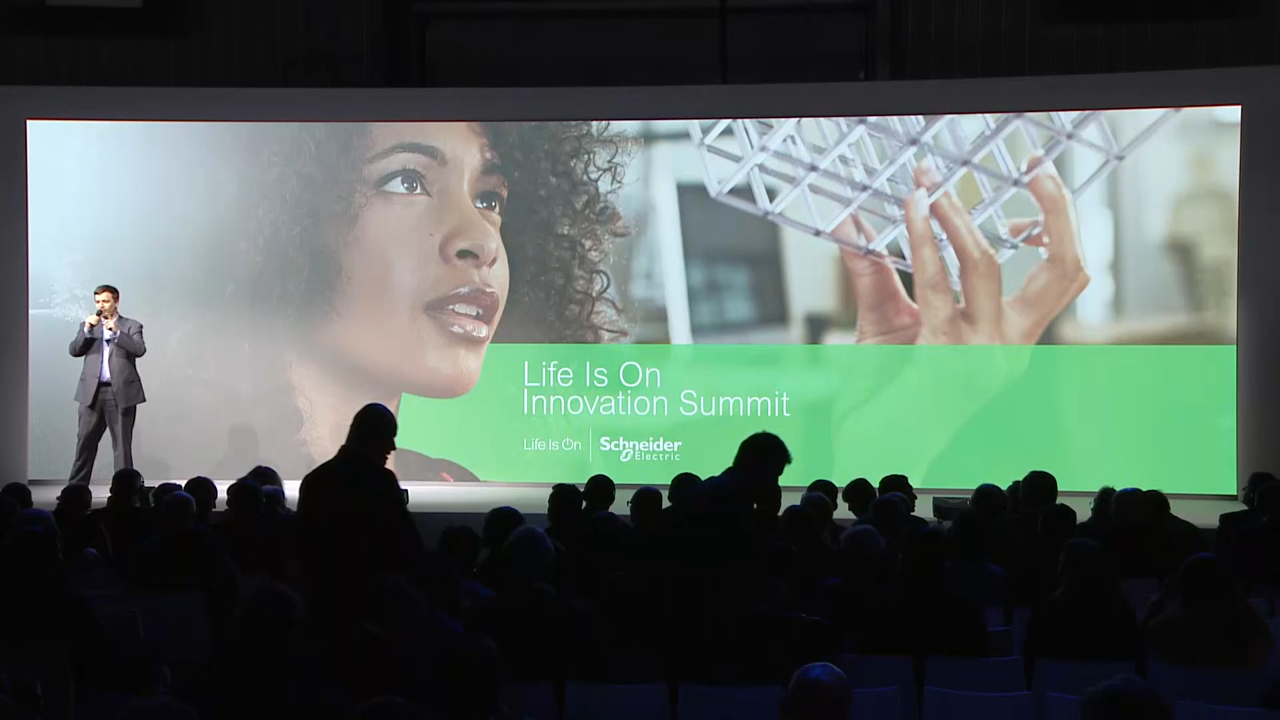 Life Is On
Innovation Summit
Life Is On | Schneider
Electric